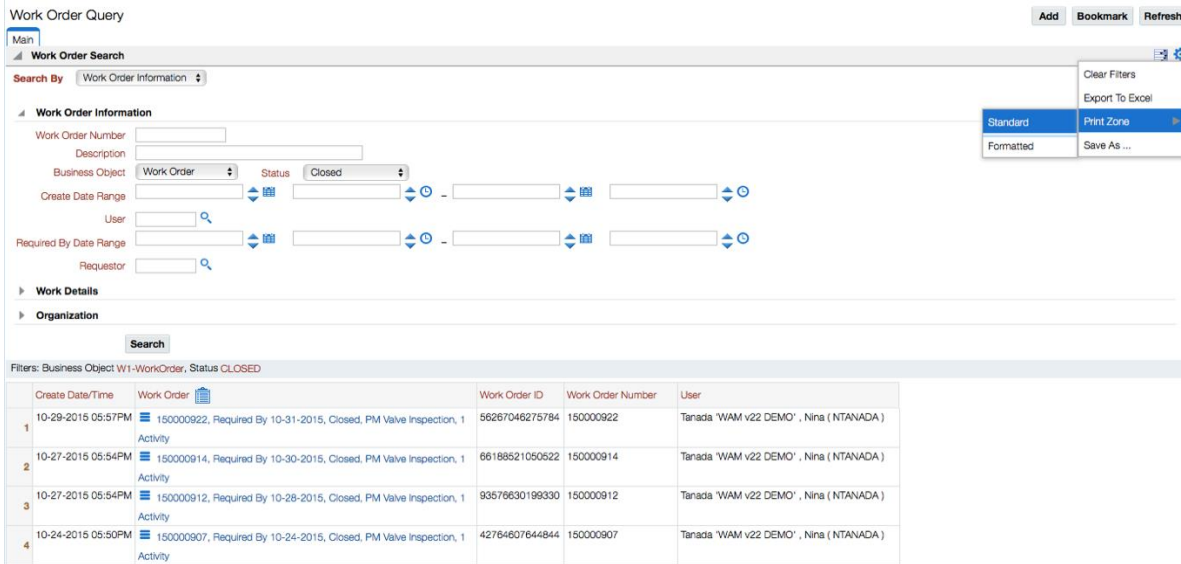 Work Order Query
Add Bookmark Refresh
Main
Work Order Search
Search By Work Order Information
Clear Filters
Export To Excel
Print Zone
Save As ...
Standard
Formatted
Work Order Information
Work Order Number
Description
Business Object Work Order Status Closed
Create Date Range –
User
Required By Date Range –
Requestor
Work Details
Organization
Search
Filters: Business Object W1-WorkOrder, Status CLOSED
Create Date/Time Work Order Work Order ID Work Order Number User
1 10-29-2015 05:57PM 150000922, Required By 10-31-2015, Closed, PM Valve Inspection, 1 56267046275784 150000922 Tanada 'WAM v22 DEMO' , Nina ( NTANADA )
Activity
2 10-27-2015 05:54PM 150000914, Required By 10-30-2015, Closed, PM Valve Inspection, 1 66188521050522 150000914 Tanada 'WAM v22 DEMO' , Nina ( NTANADA )
Activity
3 10-27-2015 05:54PM 150000912, Required By 10-28-2015, Closed, PM Valve Inspection, 1 93576630199330 150000912 Tanada 'WAM v22 DEMO' , Nina ( NTANADA )
Activity
4 10-24-2015 05:50PM 150000907, Required By 10-24-2015, Closed, PM Valve Inspection, 1 42764607644844 150000907 Tanada 'WAM v22 DEMO' , Nina ( NTANADA )
Activity